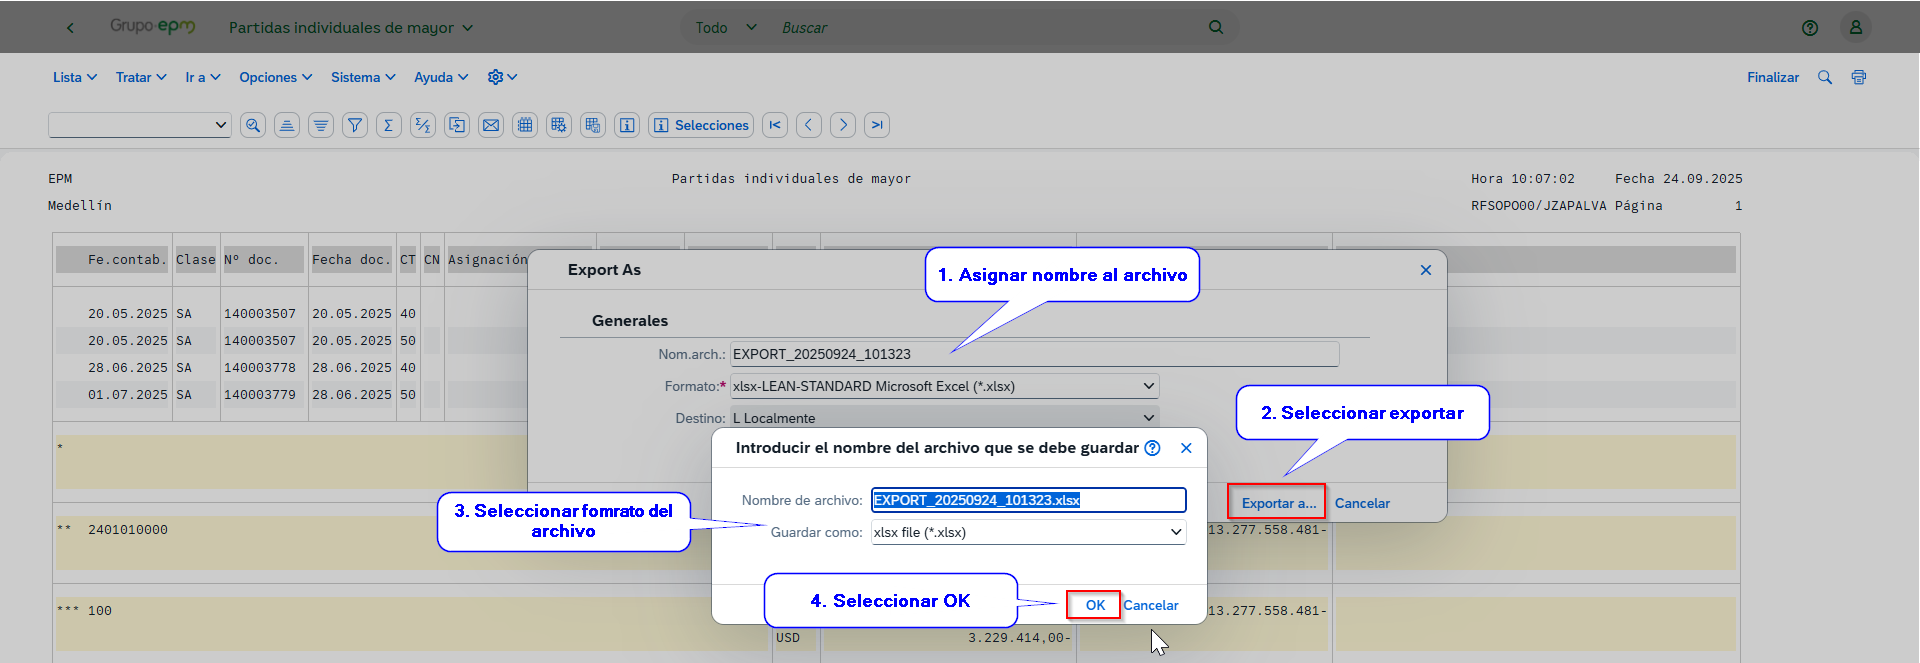 Grupo·epm
Partidas individuales de mayor
Todo
Buscar
Lista
Tratar
Ir a
Opciones
Sistema
Ayuda
Finalizar
Selecciones
EPM
Partidas individuales de mayor
Hora 10:07:02
Fecha 24.09.2025
Medellín
RFSOPO00/JZAPALVA Página 1
Fe.contab. Clase Nº doc. Fecha doc. CT CN Asignación
20.05.2025 SA 140003507 20.05.2025 40
20.05.2025 SA 140003507 20.05.2025 50
28.06.2025 SA 140003778 28.06.2025 40
01.07.2025 SA 140003779 28.06.2025 50
*
** 2401010000
13.277.558.481-
*** 100
13.277.558.481-
USD 3.229.414,00-
Export As
1. Asignar nombre al archivo
Generales
Nom.arch.: EXPORT_20250924_101323
Formato:* xlsx-LEAN-STANDARD Microsoft Excel (*.xlsx)
Destino: L Localmente
2. Seleccionar exportar
Exportar a...
Cancelar
Introducir el nombre del archivo que se debe guardar
Nombre de archivo: EXPORT_20250924_101323.xlsx
Guardar como: xlsx file (*.xlsx)
3. Seleccionar fomrato del
archivo
4. Seleccionar OK
OK
Cancelar